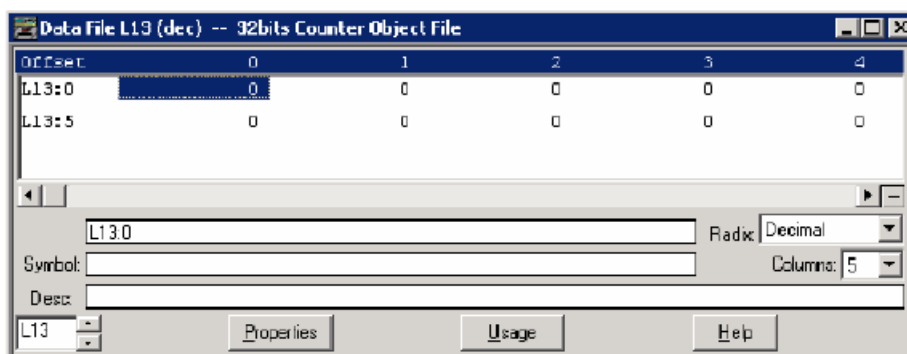 Data File L13 (dec) -- 32bits Counter Object File
Offset 0 1 2 3 4
L13:0 0 0 0 0 0
L13:5 0 0 0 0 0
L13:0 Radix: Decimal
Symbol: Columns: 5
Desc:
L13 Properties Usage Help